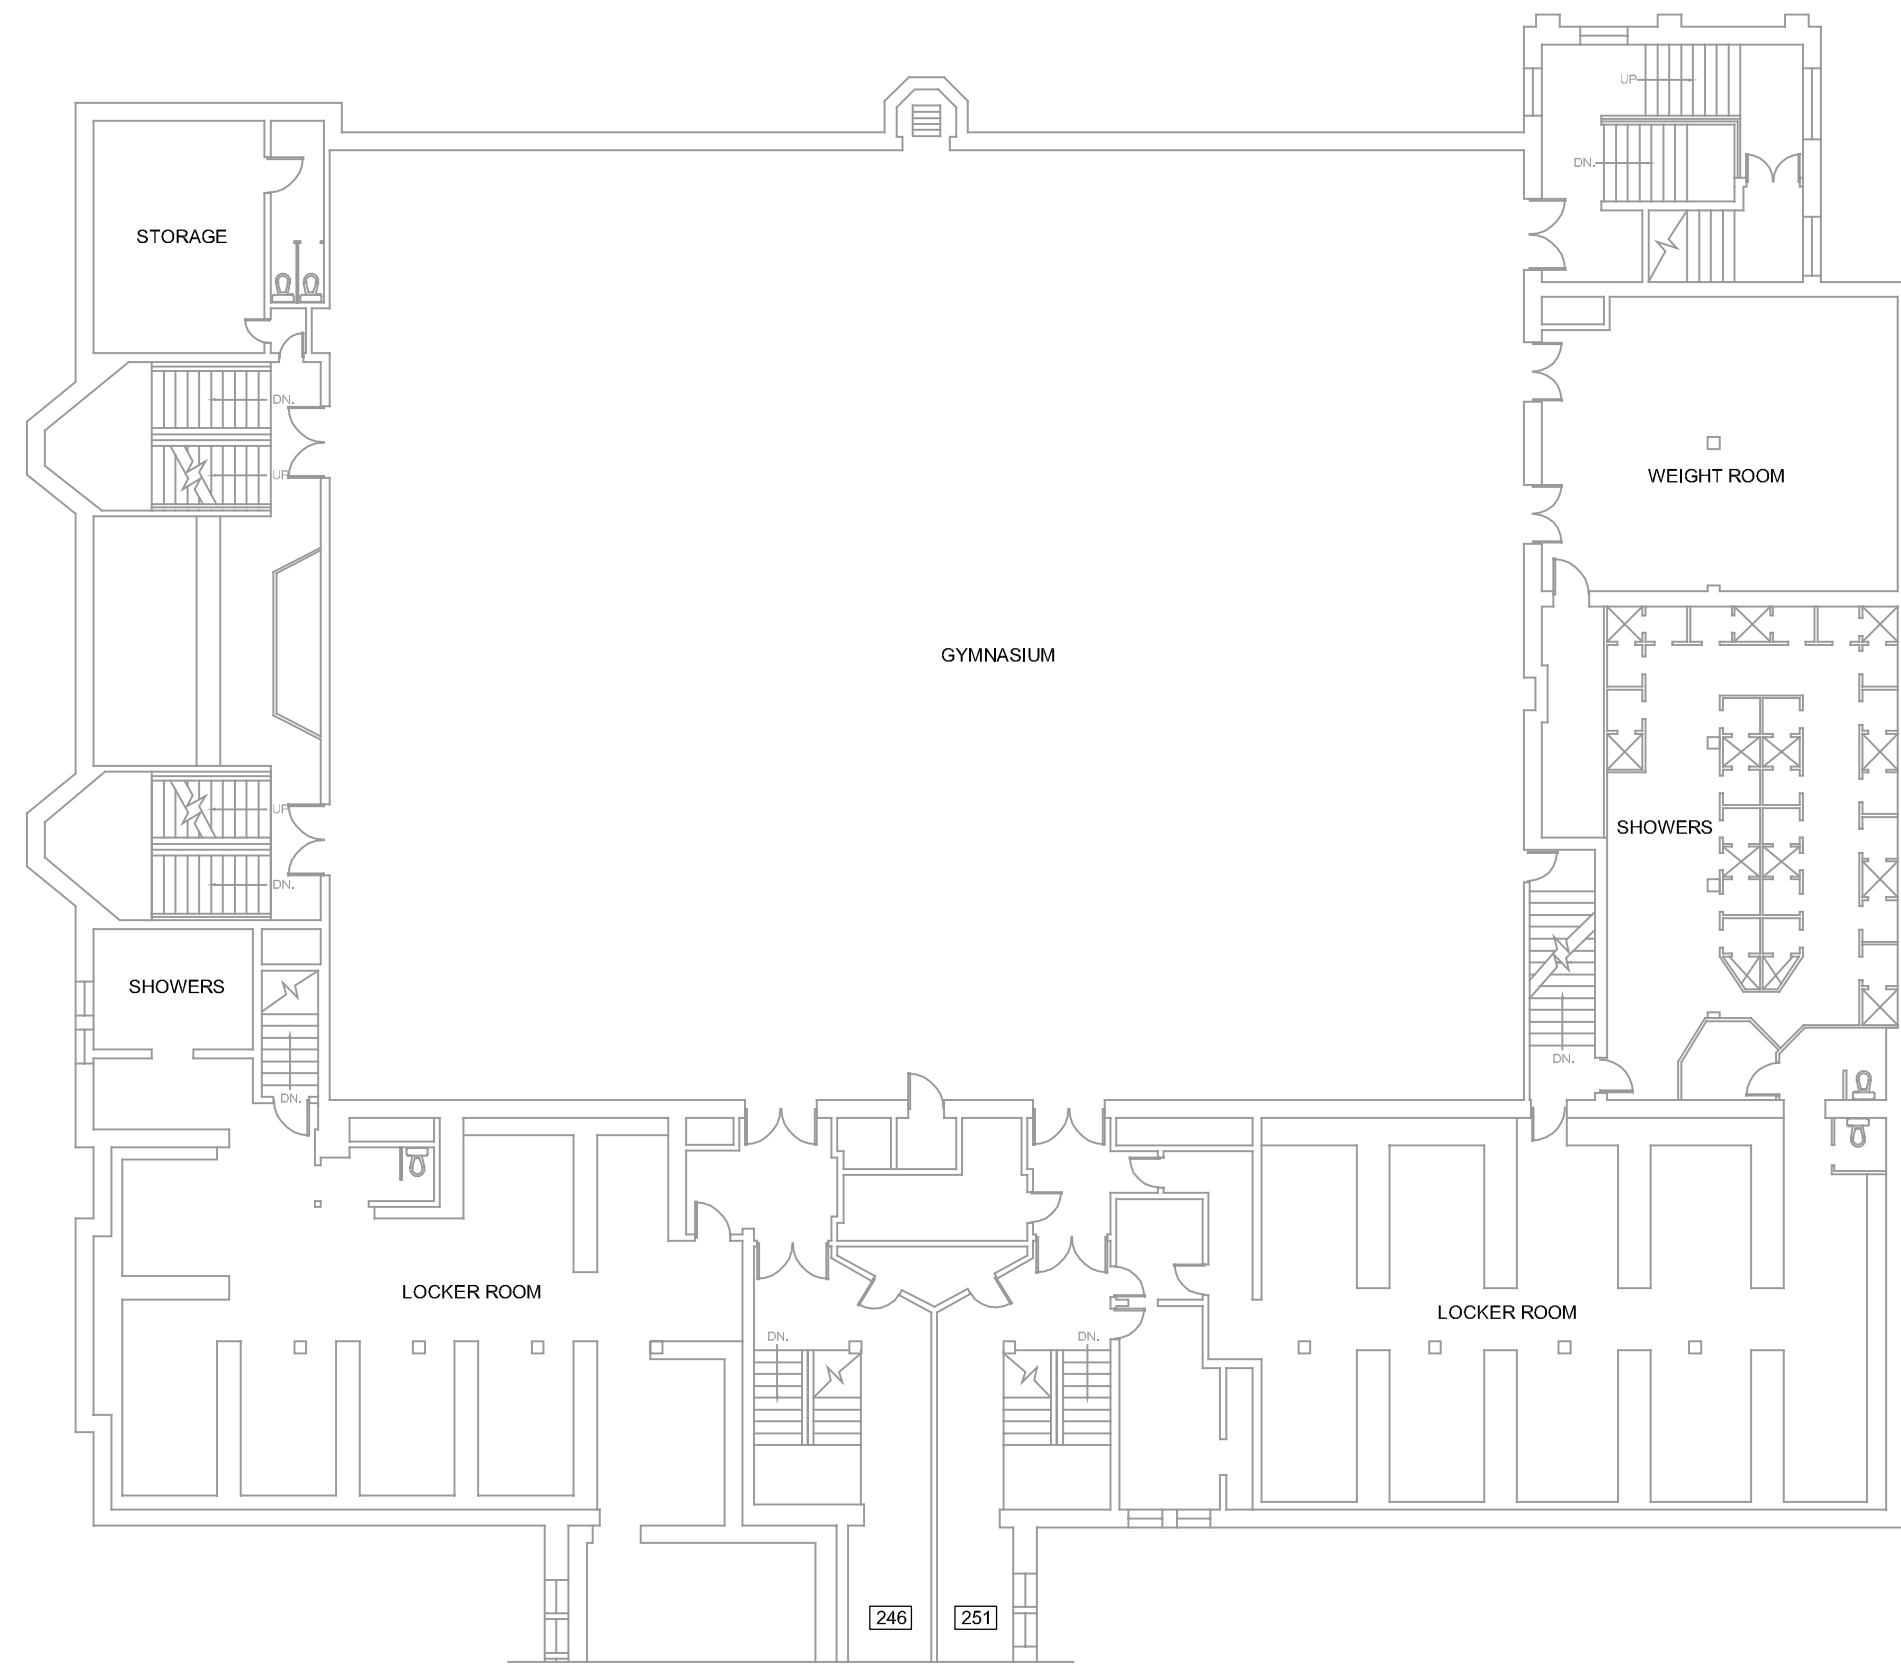 UP
DN.
STORAGE
DN.
UP
WEIGHT ROOM
GYMNASIUM
UP
SHOWERS
DN.
SHOWERS
DN.
DN.
LOCKER ROOM
LOCKER ROOM
DN.
DN.
246
251